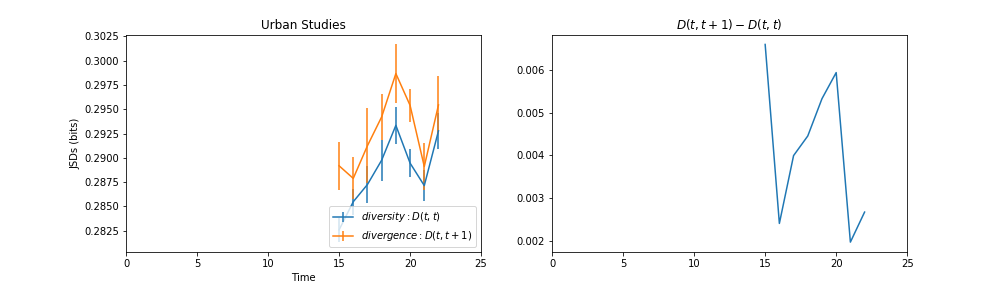 Urban Studies
JSDs (bits)
0.3025
0.3000
0.2975
0.2950
0.2925
0.2900
0.2875
0.2850
0.2825
0 5 10 15 20 25
Time
diversity: D(t, t)
divergence: D(t, t + 1)
D(t, t + 1) − D(t, t)
0.006
0.005
0.004
0.003
0.002
0 5 10 15 20 25